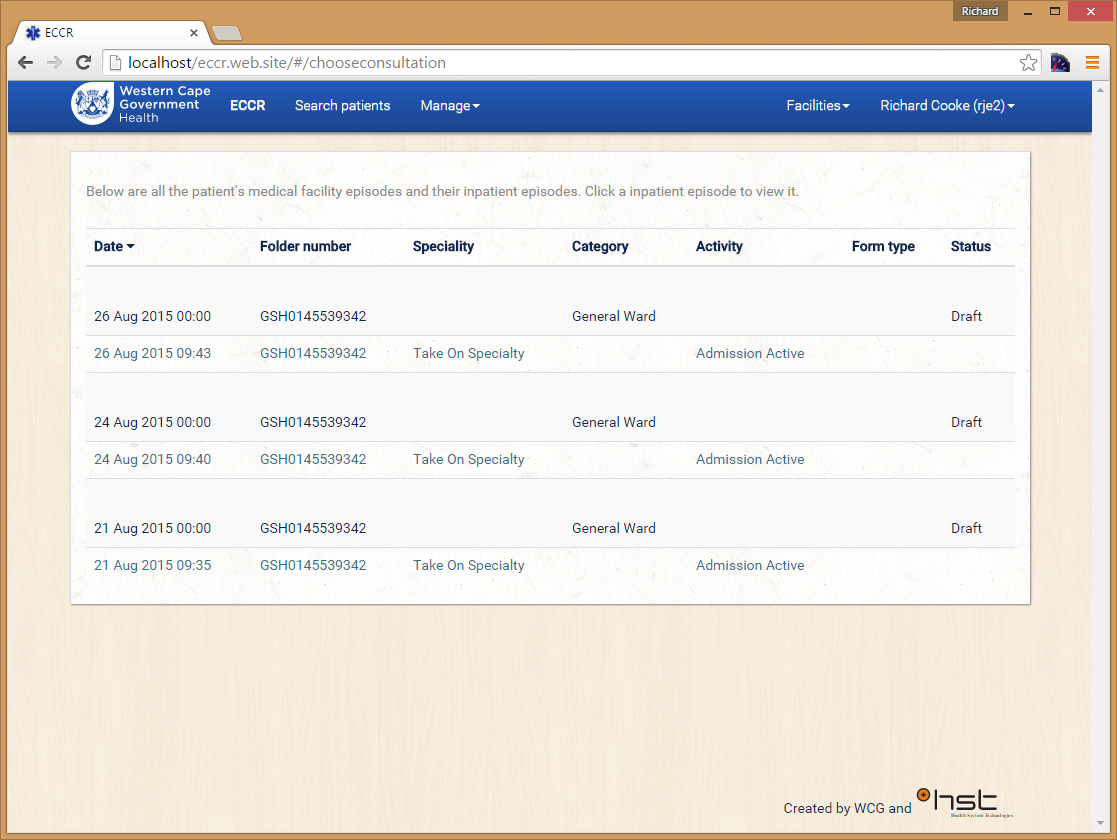 Richard
ECCR
localhost/eccr.web.site/#/chooseconsultation
Western Cape
Government
Health
ECCR Search patients Manage Facilities Richard Cooke (rje2)
Below are all the patient's medical facility episodes and their inpatient episodes. Click a inpatient episode to view it.
Date Folder number Speciality Category Activity Form type Status
26 Aug 2015 00:00 GSH0145539342 General Ward Draft
26 Aug 2015 09:43 GSH0145539342 Take On Specialty Admission Active
24 Aug 2015 00:00 GSH0145539342 General Ward Draft
24 Aug 2015 09:40 GSH0145539342 Take On Specialty Admission Active
21 Aug 2015 00:00 GSH0145539342 General Ward Draft
21 Aug 2015 09:35 GSH0145539342 Take On Specialty Admission Active
Created by WCG and hst
Health System Technologies